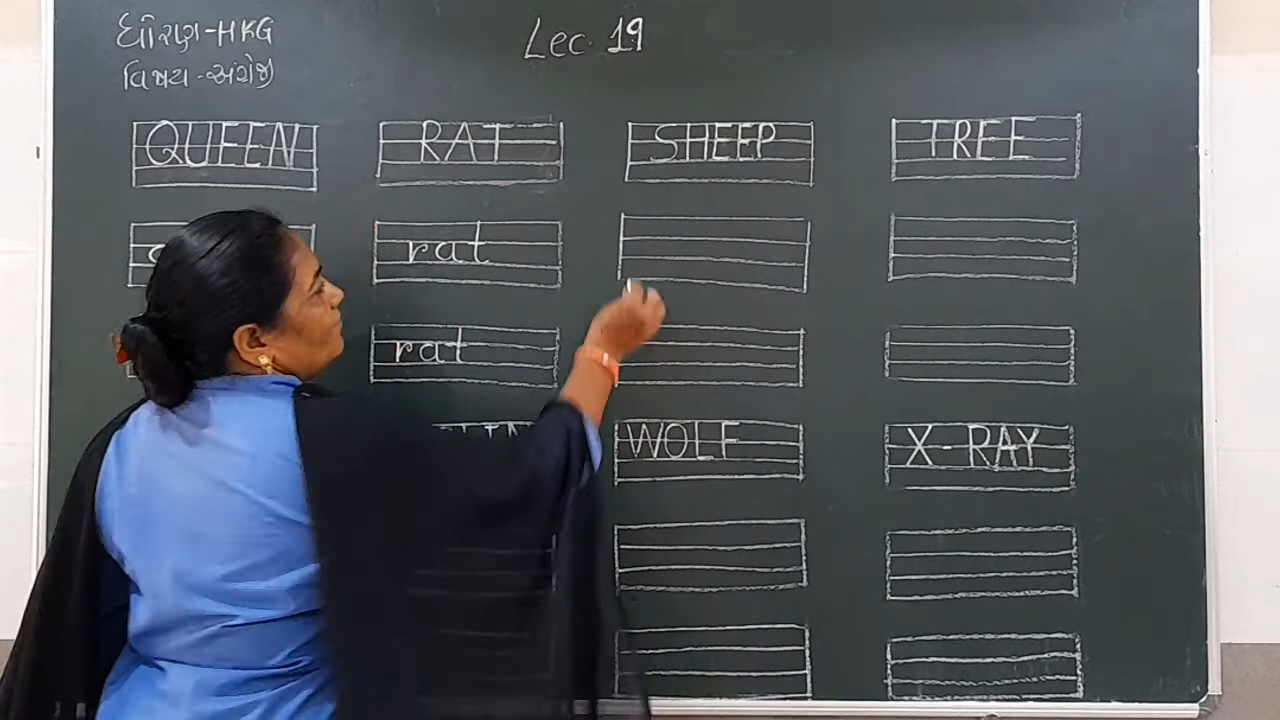 ધોરણ - HKG
વિષય - અંગ્રેજી
Lec. 19
QUEEN RAT SHEEP TREE
rat
rat
WOLF X-RAY